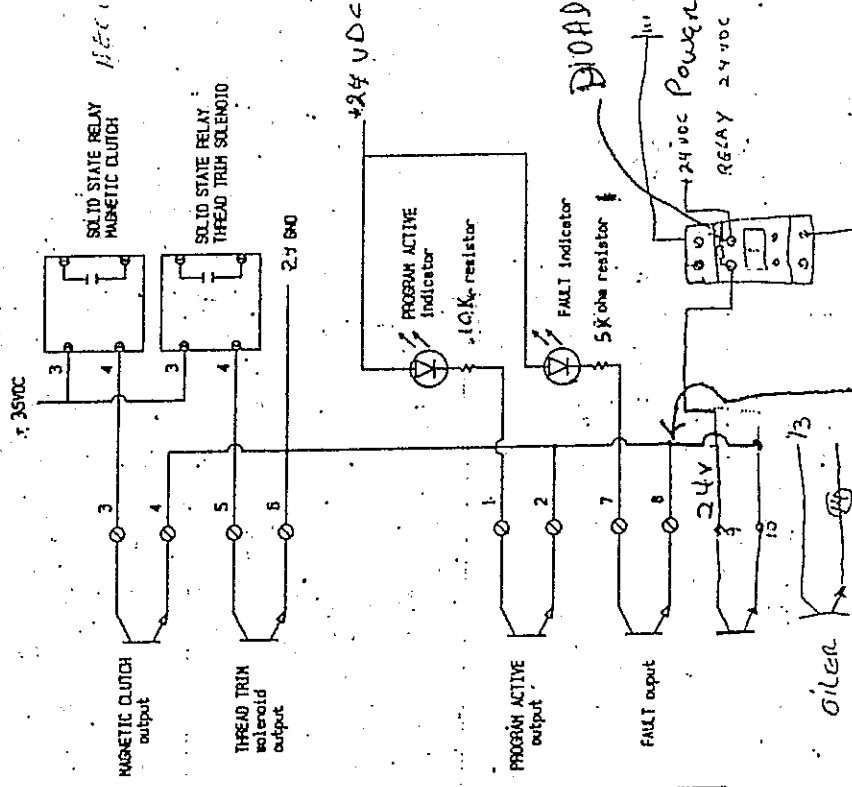 + 35VDC
SOLID STATE RELAY
MAGNETIC CLUTCH
3
4
SOLID STATE RELAY
THREAD TRIM SOLENOID
3
4
24 GND
MAGNETIC CLUTCH
output
3
4
THREAD TRIM
solenoid
output
5
6
+24 VDC
PROGRAM ACTIVE
Indicator
10K resistor
PROGRAM ACTIVE
output
1
2
FAULT Indicator
5K ohm resistor
FAULT ouput
7
8
24V
9
10
DIOAD
+24 VDC Power
RELAY 24 VDC
OILER
13
14